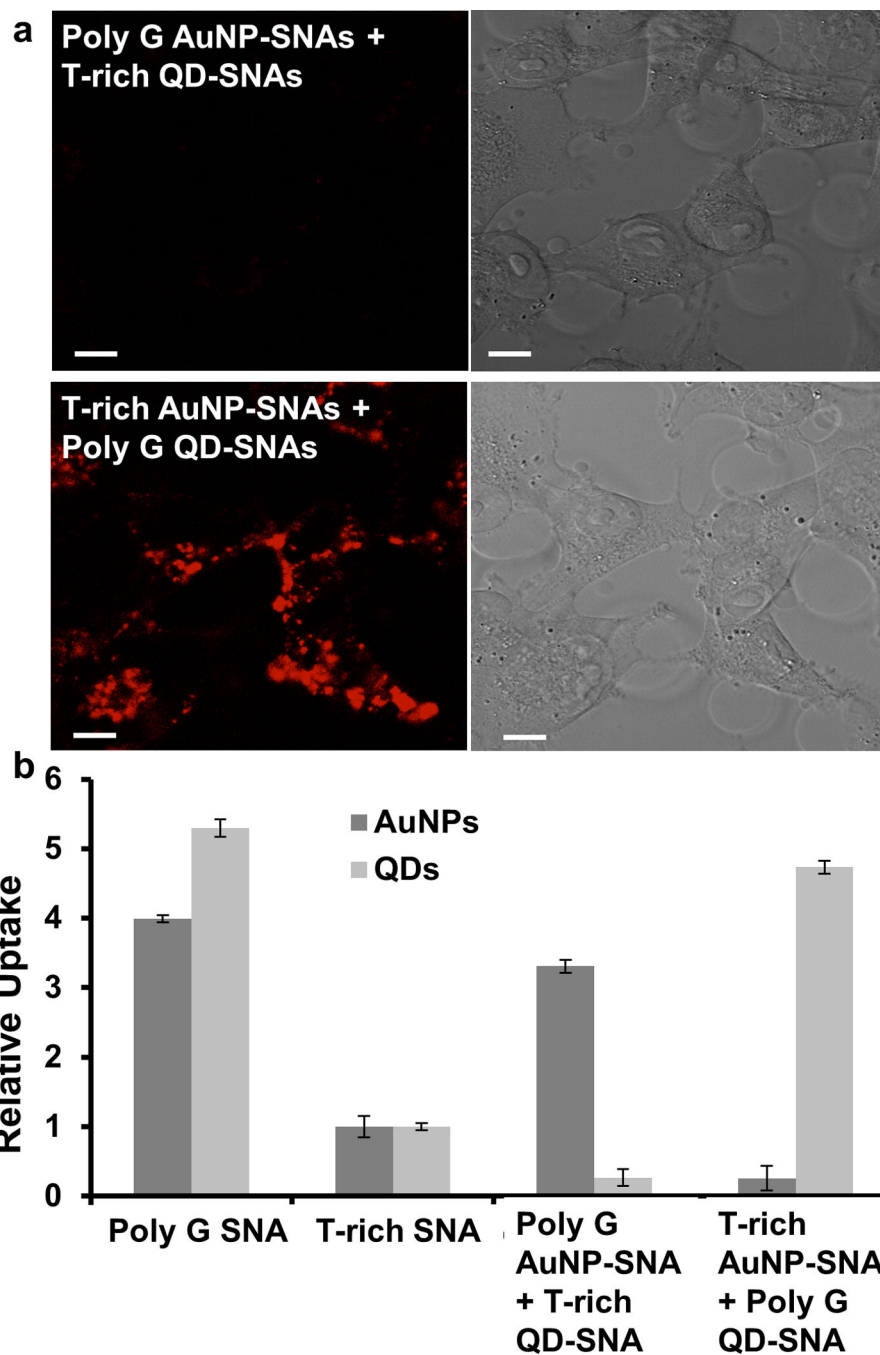 a
Poly G AuNP-SNAs +
T-rich QD-SNAs
T-rich AuNP-SNAs +
Poly G QD-SNAs
b
6
5
4
3
2
1
0
Relative Uptake
AuNPs
QDs
Poly G SNA
T-rich SNA
Poly G
AuNP-SNA
+ T-rich
QD-SNA
T-rich
AuNP-SNA
+ Poly G
QD-SNA